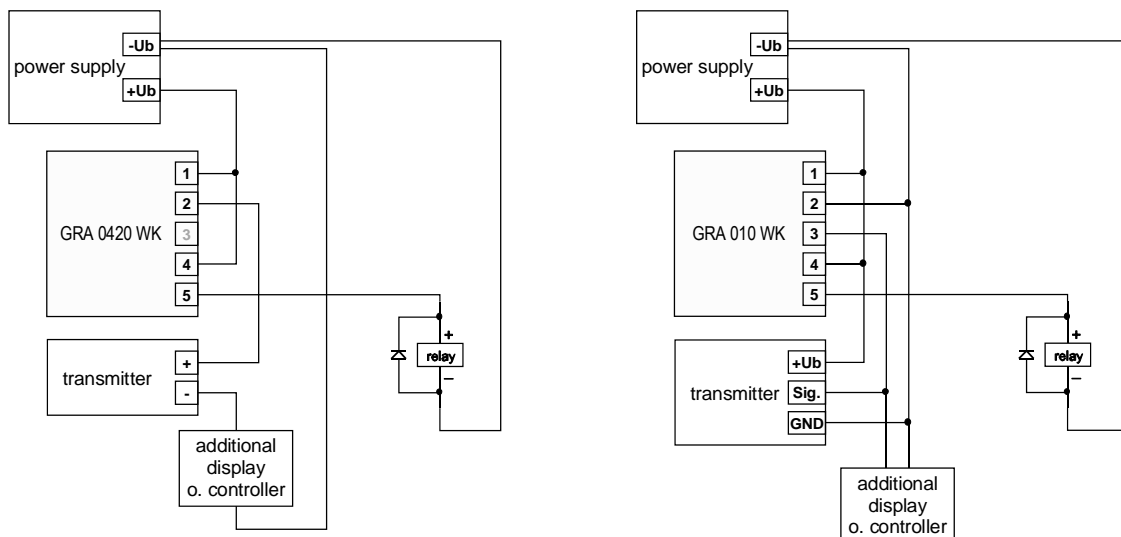 -Ub
power supply
+Ub
1
2
GRA 0420 WK
3
4
5
+
relay
−
transmitter
+
-
additional
display
o. controller
-Ub
power supply
+Ub
1
2
GRA 010 WK
3
4
5
+
relay
−
+Ub
transmitter
Sig.
GND
additional
display
o. controller